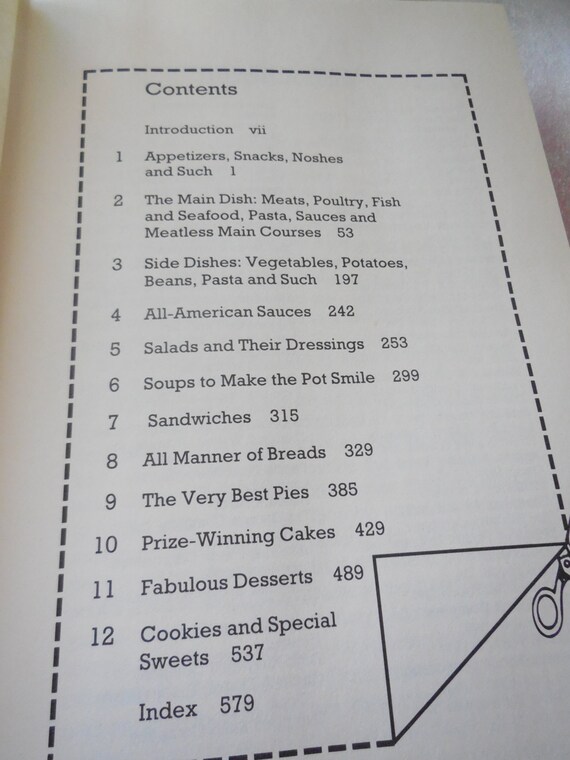 Contents
Introduction vii
1 Appetizers, Snacks, Noshes
and Such 1
2 The Main Dish: Meats, Poultry, Fish
and Seafood, Pasta, Sauces and
Meatless Main Courses 53
3 Side Dishes: Vegetables, Potatoes,
Beans, Pasta and Such 197
4 All-American Sauces 242
5 Salads and Their Dressings 253
6 Soups to Make the Pot Smile 299
7 Sandwiches 315
8 All Manner of Breads 329
9 The Very Best Pies 385
10 Prize-Winning Cakes 429
11 Fabulous Desserts 489
12 Cookies and Special
Sweets 537
Index 579